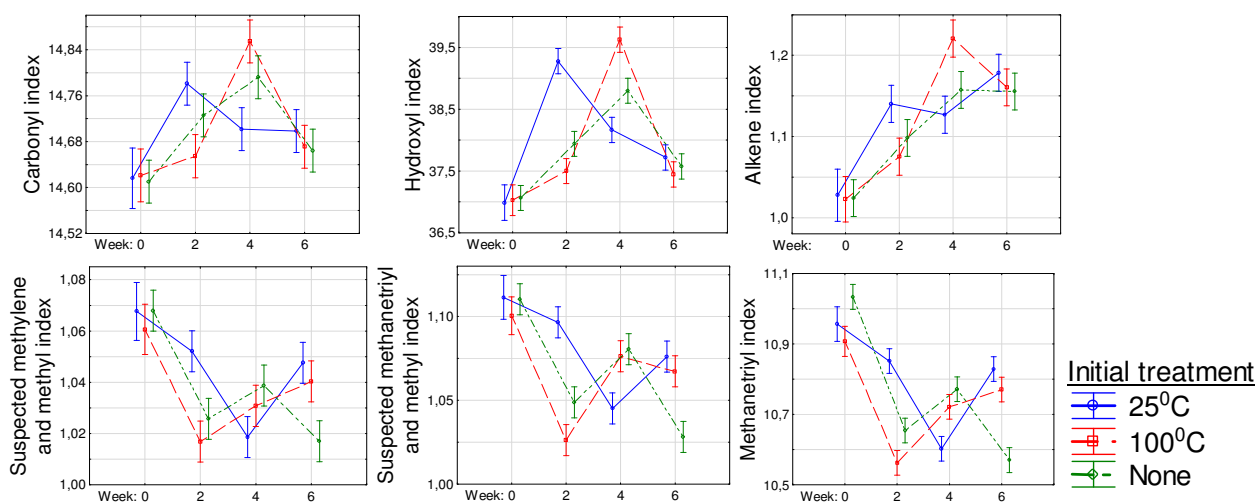 Carbonyl index
14,84
14,76
14,68
14,60
14,52
Week: 0 2 4 6
Hydroxyl index
39,5
38,5
37,5
36,5
Week: 0 2 4 6
Alkene index
1,2
1,1
1,0
Week: 0 2 4 6
Suspected methylene
and methyl index
1,08
1,06
1,04
1,02
1,00
Week: 0 2 4 6
Suspected methanetriyl
and methyl index
1,10
1,05
1,00
Week: 0 2 4 6
Methanetriyl index
11,1
10,9
10,7
10,5
Week: 0 2 4 6
Initial treatment
25⁰C
100⁰C
None